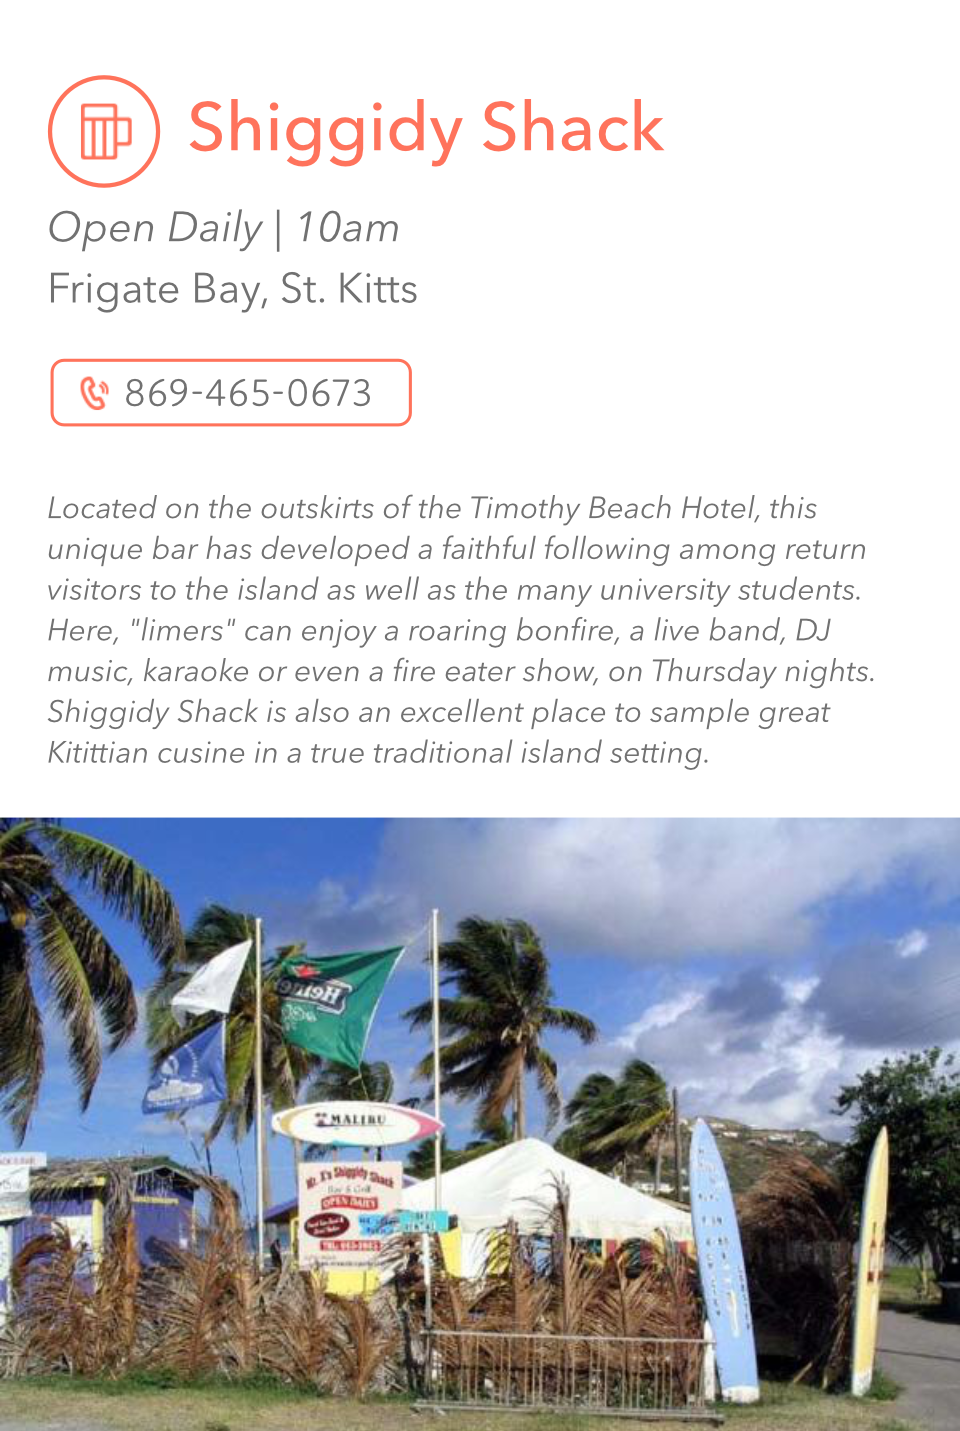 Shiggidy Shack
Open Daily | 10am
Frigate Bay, St. Kitts
869-465-0673
Located on the outskirts of the Timothy Beach Hotel, this
unique bar has developed a faithful following among return
visitors to the island as well as the many university students.
Here, "limers" can enjoy a roaring bonfire, a live band, DJ
music, karaoke or even a fire eater show, on Thursday nights.
Shiggidy Shack is also an excellent place to sample great
Kitittian cusine in a true traditional island setting.
MALIBU
Mr. X's Shiggidy Shack
Bar & Grill
OPEN DAILY